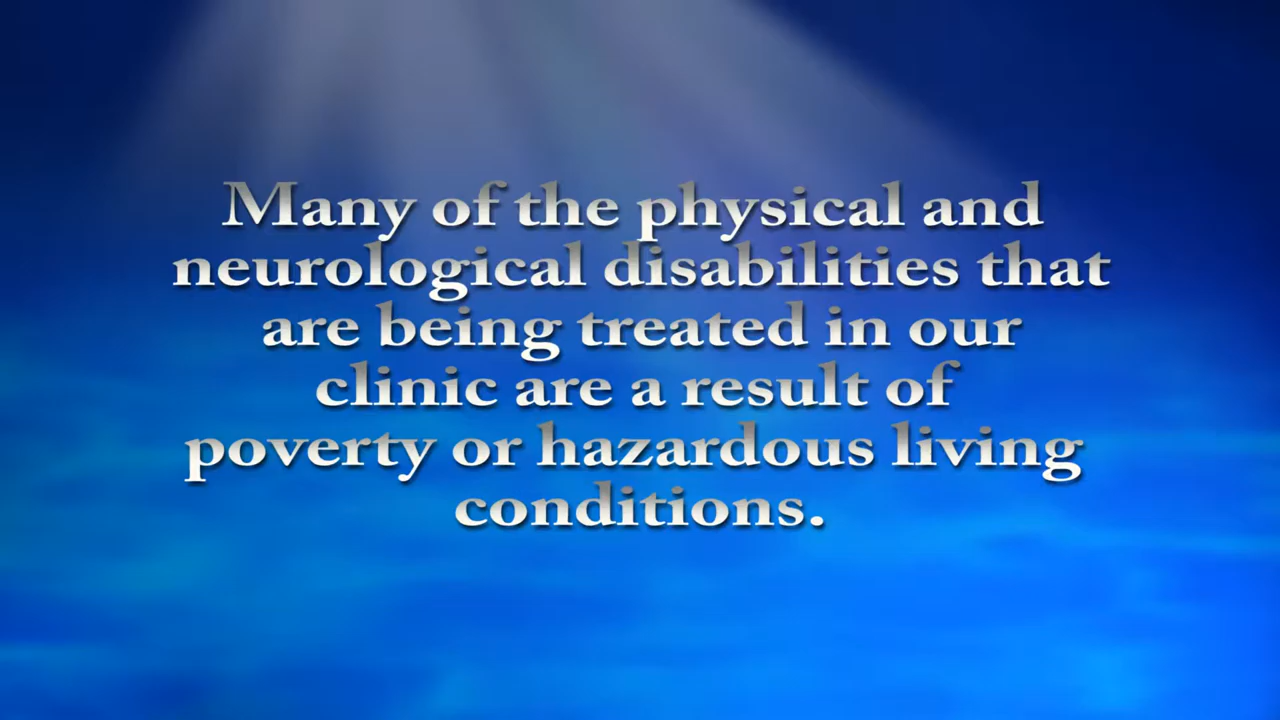 Many of the physical and
neurological disabilities that
are being treated in our
clinic are a result of
poverty or hazardous living
conditions.